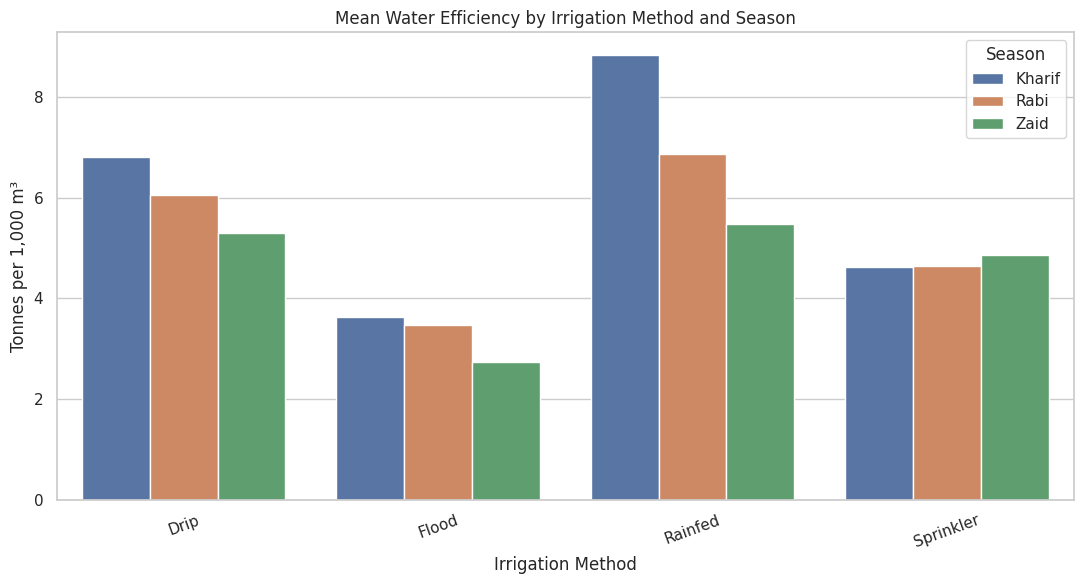 Mean Water Efficiency by Irrigation Method and Season
Tonnes per 1,000 m³
8
6
4
2
0
Season
Kharif
Rabi
Zaid
Drip
Flood
Rainfed
Sprinkler
Irrigation Method